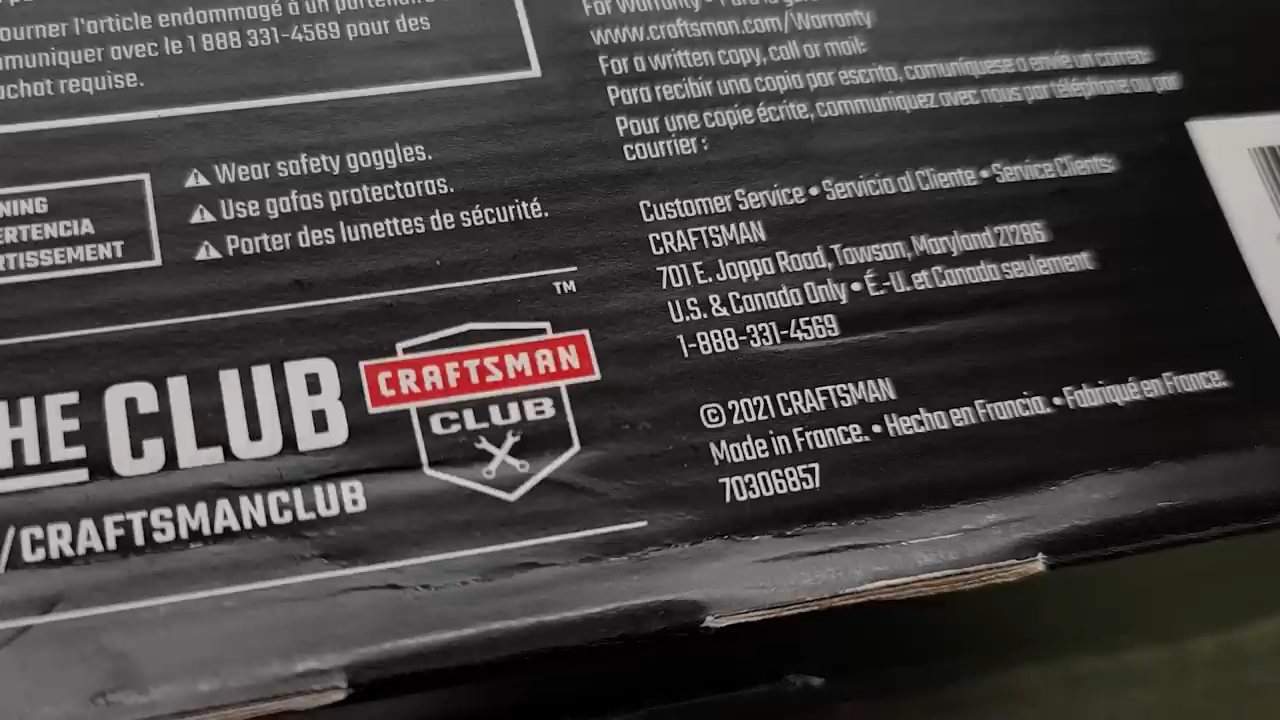 ourner l'article endommagé à un partenaire
muniquer avec le 1 888 331-4569 pour des
achat requise.
Wear safety goggles.
Use gafas protectoras.
Porter des lunettes de sécurité.
NING
ERTENCIA
RTISSEMENT
TM
HE CLUB
CRAFTSMAN
CLUB
/CRAFTSMANCLUB
For Warranty •
www.craftsman.com/Warranty
For a written copy, call or mail:
Para recibir una copia por escrito, comuníquese o envíe un correo:
Pour une copie écrite, communiquez avec nous par téléphone ou par
courrier :
Customer Service • Servicio al Cliente • Service Clients:
CRAFTSMAN
701 E. Joppa Road, Towson, Maryland 21286
U.S. & Canada Only • É.-U. et Canada seulement
1-888-331-4569
© 2021 CRAFTSMAN
Made in France. • Hecho en Francia. • Fabriqué en France.
70306857